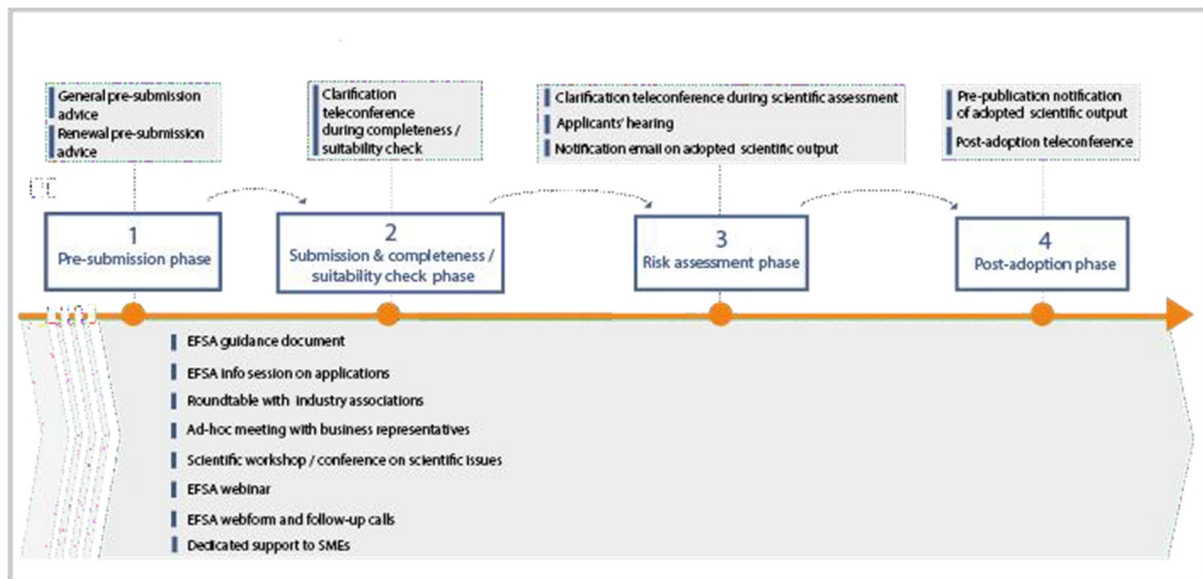 General pre-submission
advice
Renewal pre-submission
advice
Clarification
teleconference
during completeness /
suitability check
Clarification teleconference during scientific assessment
Applicants' hearing
Notification email on adopted scientific output
Pre-publication notification
of adopted scientific output
Post-adoption teleconference
1
Pre-submission phase
2
Submission & completeness /
suitability check phase
3
Risk assessment phase
4
Post-adoption phase
EFSA guidance document
EFSA info session on applications
Roundtable with industry associations
Ad-hoc meeting with business representatives
Scientific workshop / conference on scientific issues
EFSA webinar
EFSA webform and follow-up calls
Dedicated support to SMEs